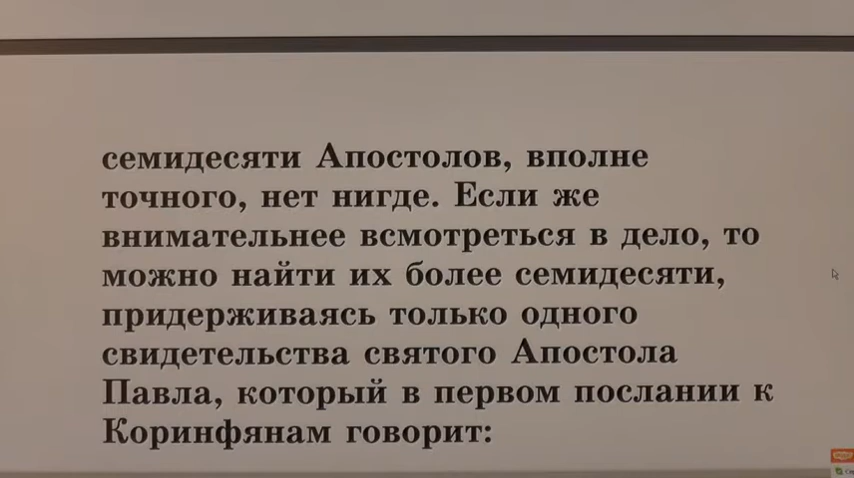 семидесяти Апостолов, вполне
точного, нет нигде. Если же
внимательнее всмотреться в дело, то
можно найти их более семидесяти,
придерживаясь только одного
свидетельства святого Апостола
Павла, который в первом послании к
Коринфянам говорит: